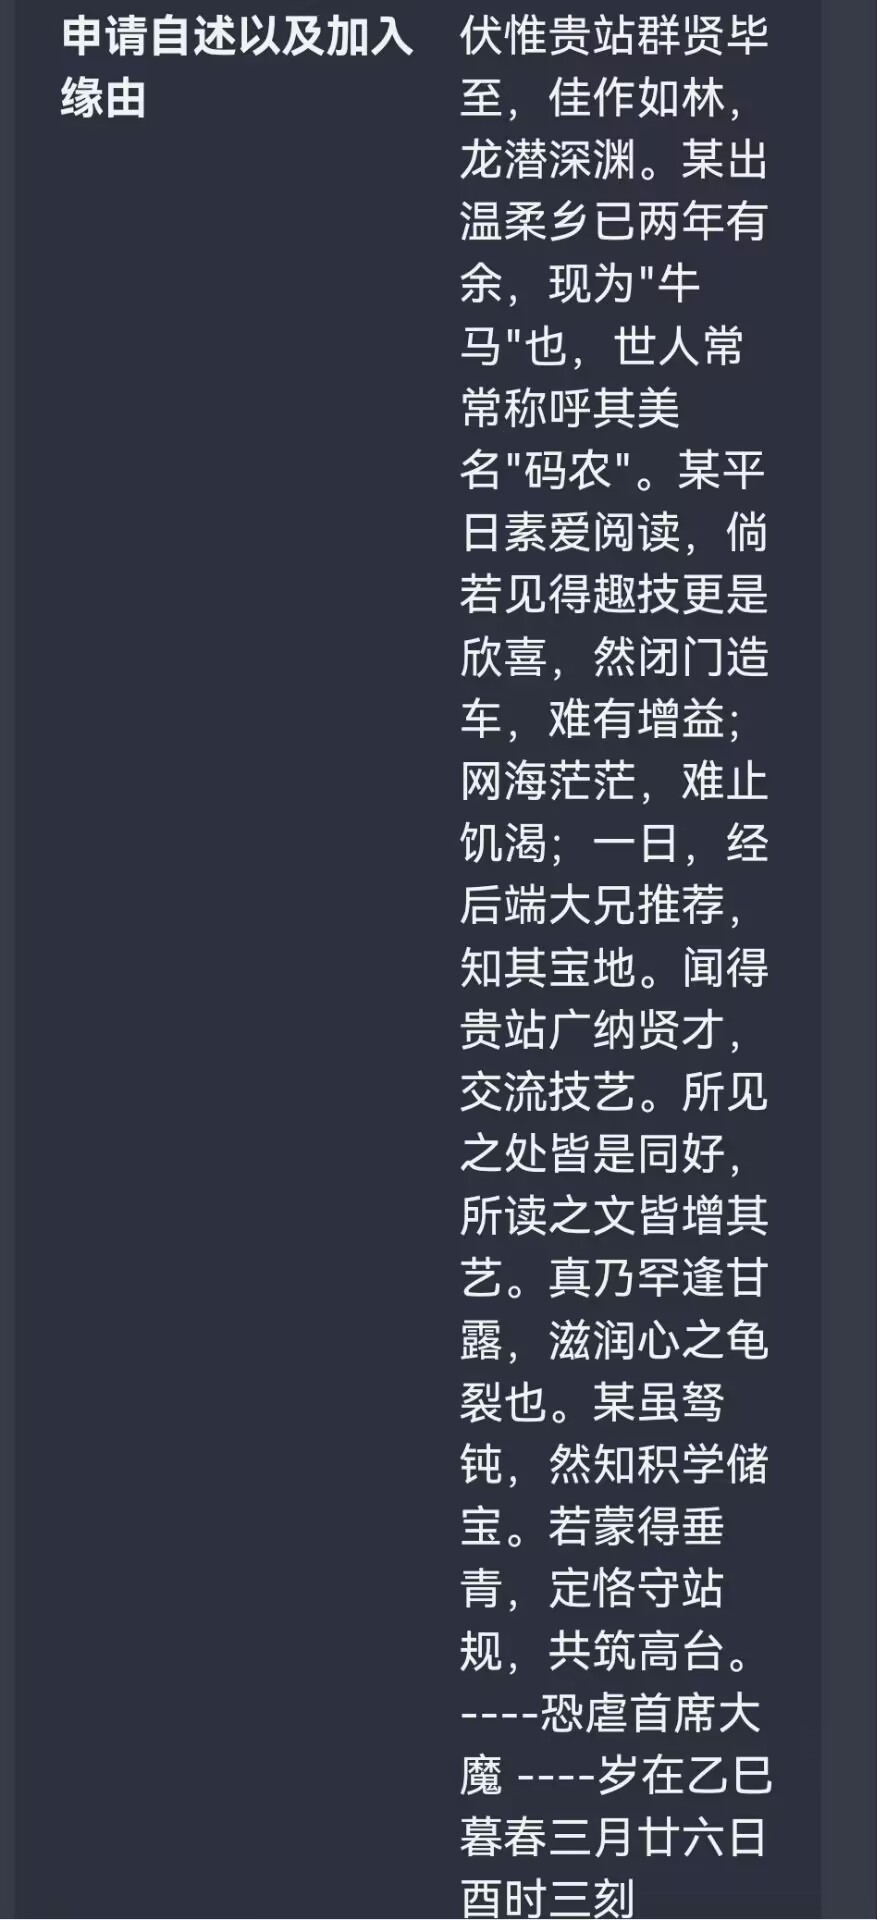 申请自述以及加入
缘由
伏惟贵站群贤毕
至，佳作如林，
龙潜深渊。某出
温柔乡已两年有
余，现为"牛
马"也，世人常
常称呼其美
名"码农"。某平
日素爱阅读，倘
若见得趣技更是
欣喜，然闭门造
车，难有增益；
网海茫茫，难止
饥渴；一日，经
后端大兄推荐，
知其宝地。闻得
贵站广纳贤才，
交流技艺。所见
之处皆是同好，
所读之文皆增其
艺。真乃罕逢甘
露，滋润心之龟
裂也。某虽驽
钝，然知积学储
宝。若蒙得垂
青，定恪守站
规，共筑高台。
----恐虐首席大
魔 ----岁在乙巳
暮春三月廿六日
酉时三刻